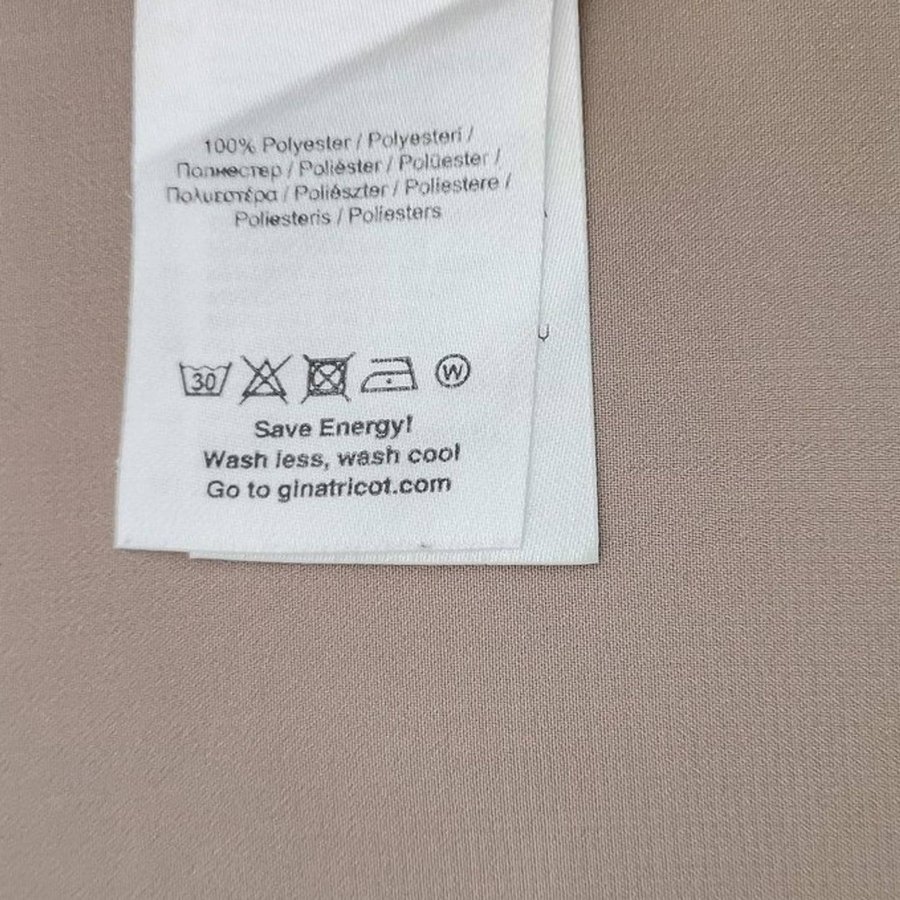 100% Polyester / Polyesteri /
Полиестер / Poliéster / Polüester /
Πολυεστέρα / Poliészter / Poliestere /
Poliesteris / Poliesters
30
W
Save Energy!
Wash less, wash cool
Go to ginatricot.com